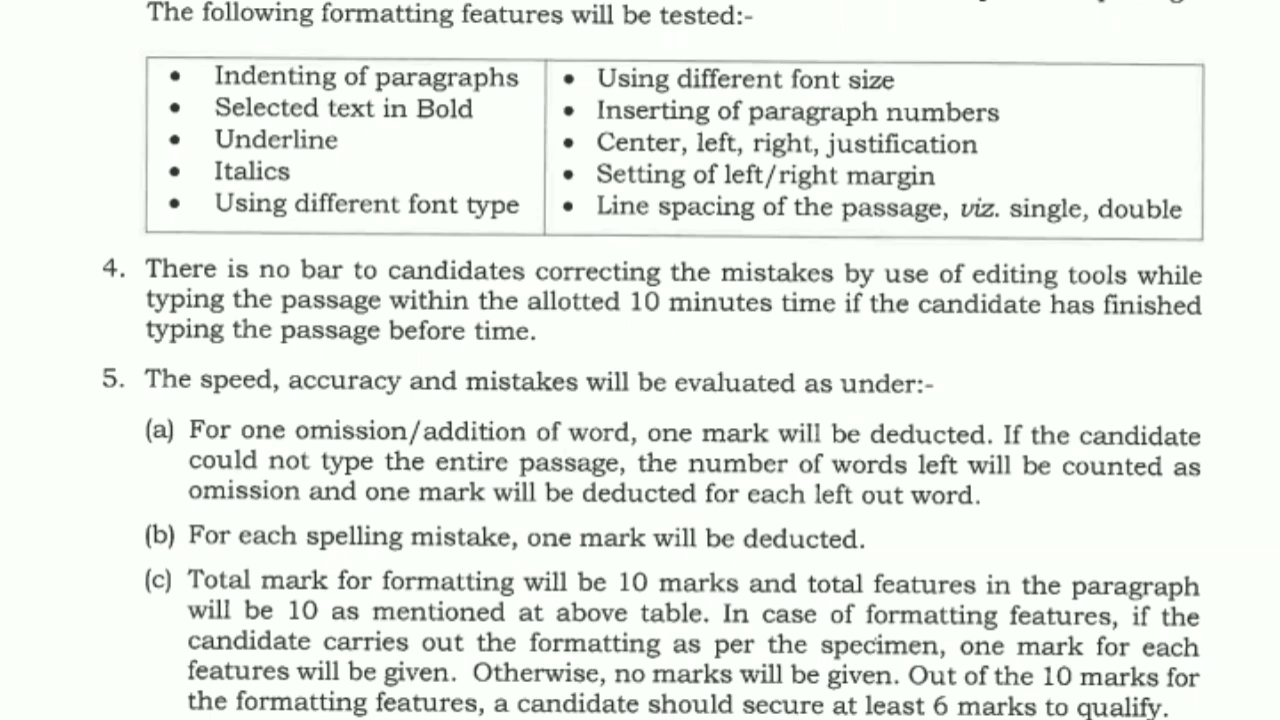 The following formatting features will be tested:-
• Indenting of paragraphs
• Selected text in Bold
• Underline
• Italics
• Using different font type
• Using different font size
• Inserting of paragraph numbers
• Center, left, right, justification
• Setting of left/right margin
• Line spacing of the passage, viz. single, double
4. There is no bar to candidates correcting the mistakes by use of editing tools while
typing the passage within the allotted 10 minutes time if the candidate has finished
typing the passage before time.
5. The speed, accuracy and mistakes will be evaluated as under:-
(a) For one omission/addition of word, one mark will be deducted. If the candidate
could not type the entire passage, the number of words left will be counted as
omission and one mark will be deducted for each left out word.
(b) For each spelling mistake, one mark will be deducted.
(c) Total mark for formatting will be 10 marks and total features in the paragraph
will be 10 as mentioned at above table. In case of formatting features, if the
candidate carries out the formatting as per the specimen, one mark for each
features will be given. Otherwise, no marks will be given. Out of the 10 marks for
the formatting features, a candidate should secure at least 6 marks to qualify.